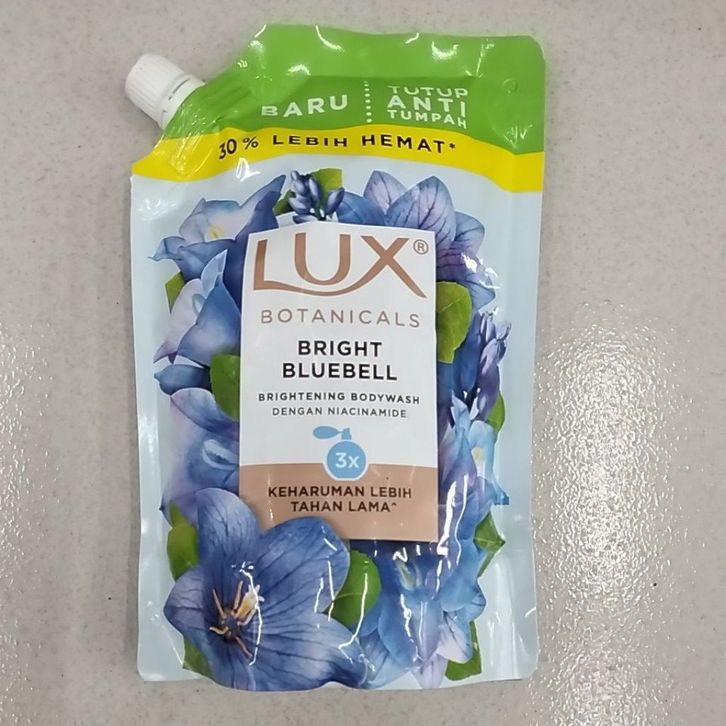 BARU
TUTUP
ANTI
TUMPAH
30% LEBIH HEMAT*
LUX®
BOTANICALS
BRIGHT
BLUEBELL
BRIGHTENING BODYWASH
DENGAN NIACINAMIDE
3x
KEHARUMAN LEBIH
TAHAN LAMA^